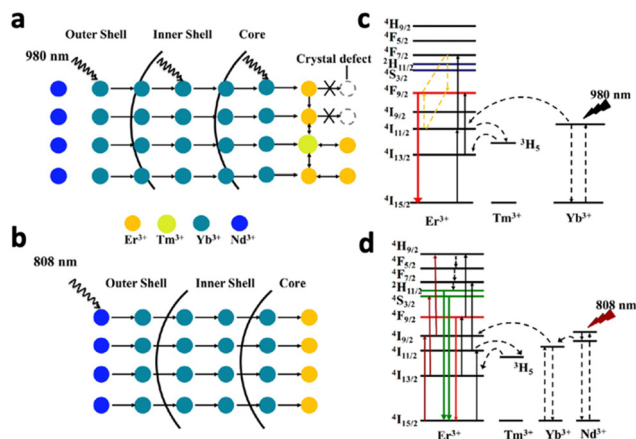 a
Outer Shell Inner Shell Core
980 nm
Crystal defect
Er³⁺ Tm³⁺ Yb³⁺ Nd³⁺
b
808 nm
Outer Shell Inner Shell Core
c
⁴H₉/₂
⁴F₅/₂
⁴F₇/₂
²H₁₁/₂
⁴S₃/₂
⁴F₉/₂
⁴I₉/₂
⁴I₁₁/₂
⁴I₁₃/₂
⁴I₁₅/₂
980 nm
³H₅
Er³⁺ Tm³⁺ Yb³⁺
d
⁴H₉/₂
⁴F₅/₂
⁴F₇/₂
²H₁₁/₂
⁴S₃/₂
⁴F₉/₂
⁴I₉/₂
⁴I₁₁/₂
⁴I₁₃/₂
⁴I₁₅/₂
808 nm
³H₅
Er³⁺ Tm³⁺ Yb³⁺ Nd³⁺